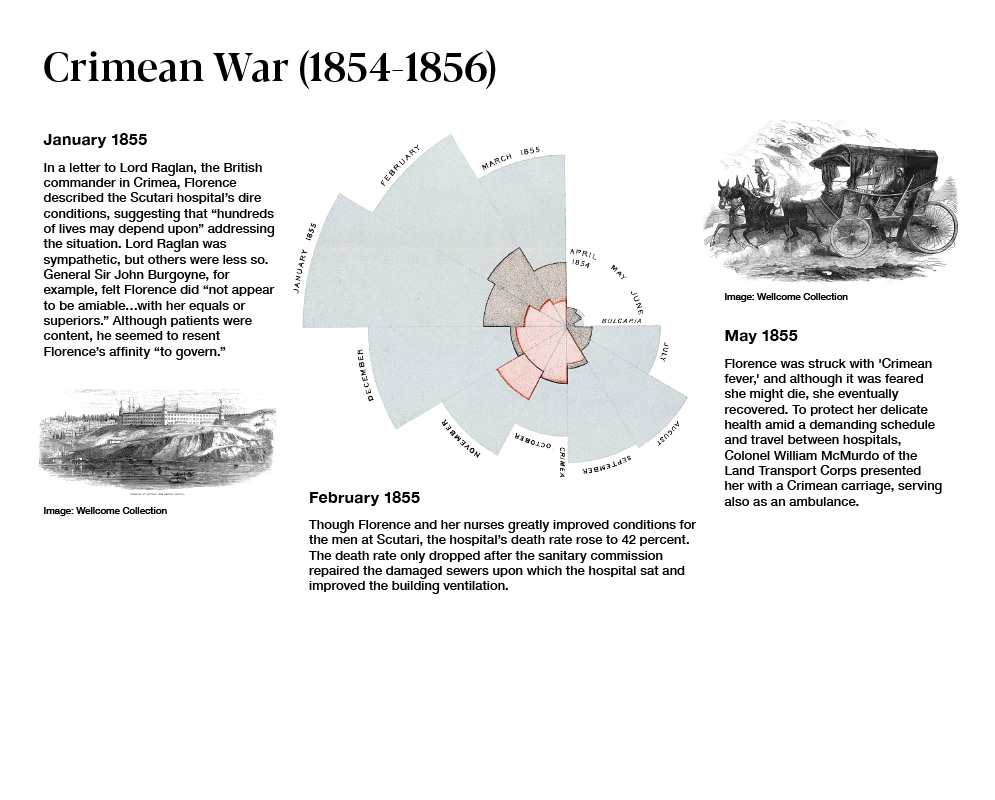 Crimean War (1854-1856)
January 1855
In a letter to Lord Raglan, the British
commander in Crimea, Florence
described the Scutari hospital’s dire
conditions, suggesting that “hundreds
of lives may depend upon” addressing
the situation. Lord Raglan was
sympathetic, but others were less so.
General Sir John Burgoyne, for
example, felt Florence did “not appear
to be amiable...with her equals or
superiors.” Although patients were
content, he seemed to resent
Florence’s affinity “to govern.”
Image: Wellcome Collection
APRIL
1854
MAY
JUNE
BULGARIA
JULY
AUGUST
SEPTEMBER
CRIMEA
OCTOBER
NOVEMBER
DECEMBER
JANUARY 1855
FEBRUARY
MARCH 1855.
February 1855
Though Florence and her nurses greatly improved conditions for
the men at Scutari, the hospital’s death rate rose to 42 percent.
The death rate only dropped after the sanitary commission
repaired the damaged sewers upon which the hospital sat and
improved the building ventilation.
Image: Wellcome Collection
May 1855
Florence was struck with 'Crimean
fever,' and although it was feared
she might die, she eventually
recovered. To protect her delicate
health amid a demanding schedule
and travel between hospitals,
Colonel William McMurdo of the
Land Transport Corps presented
her with a Crimean carriage, serving
also as an ambulance.